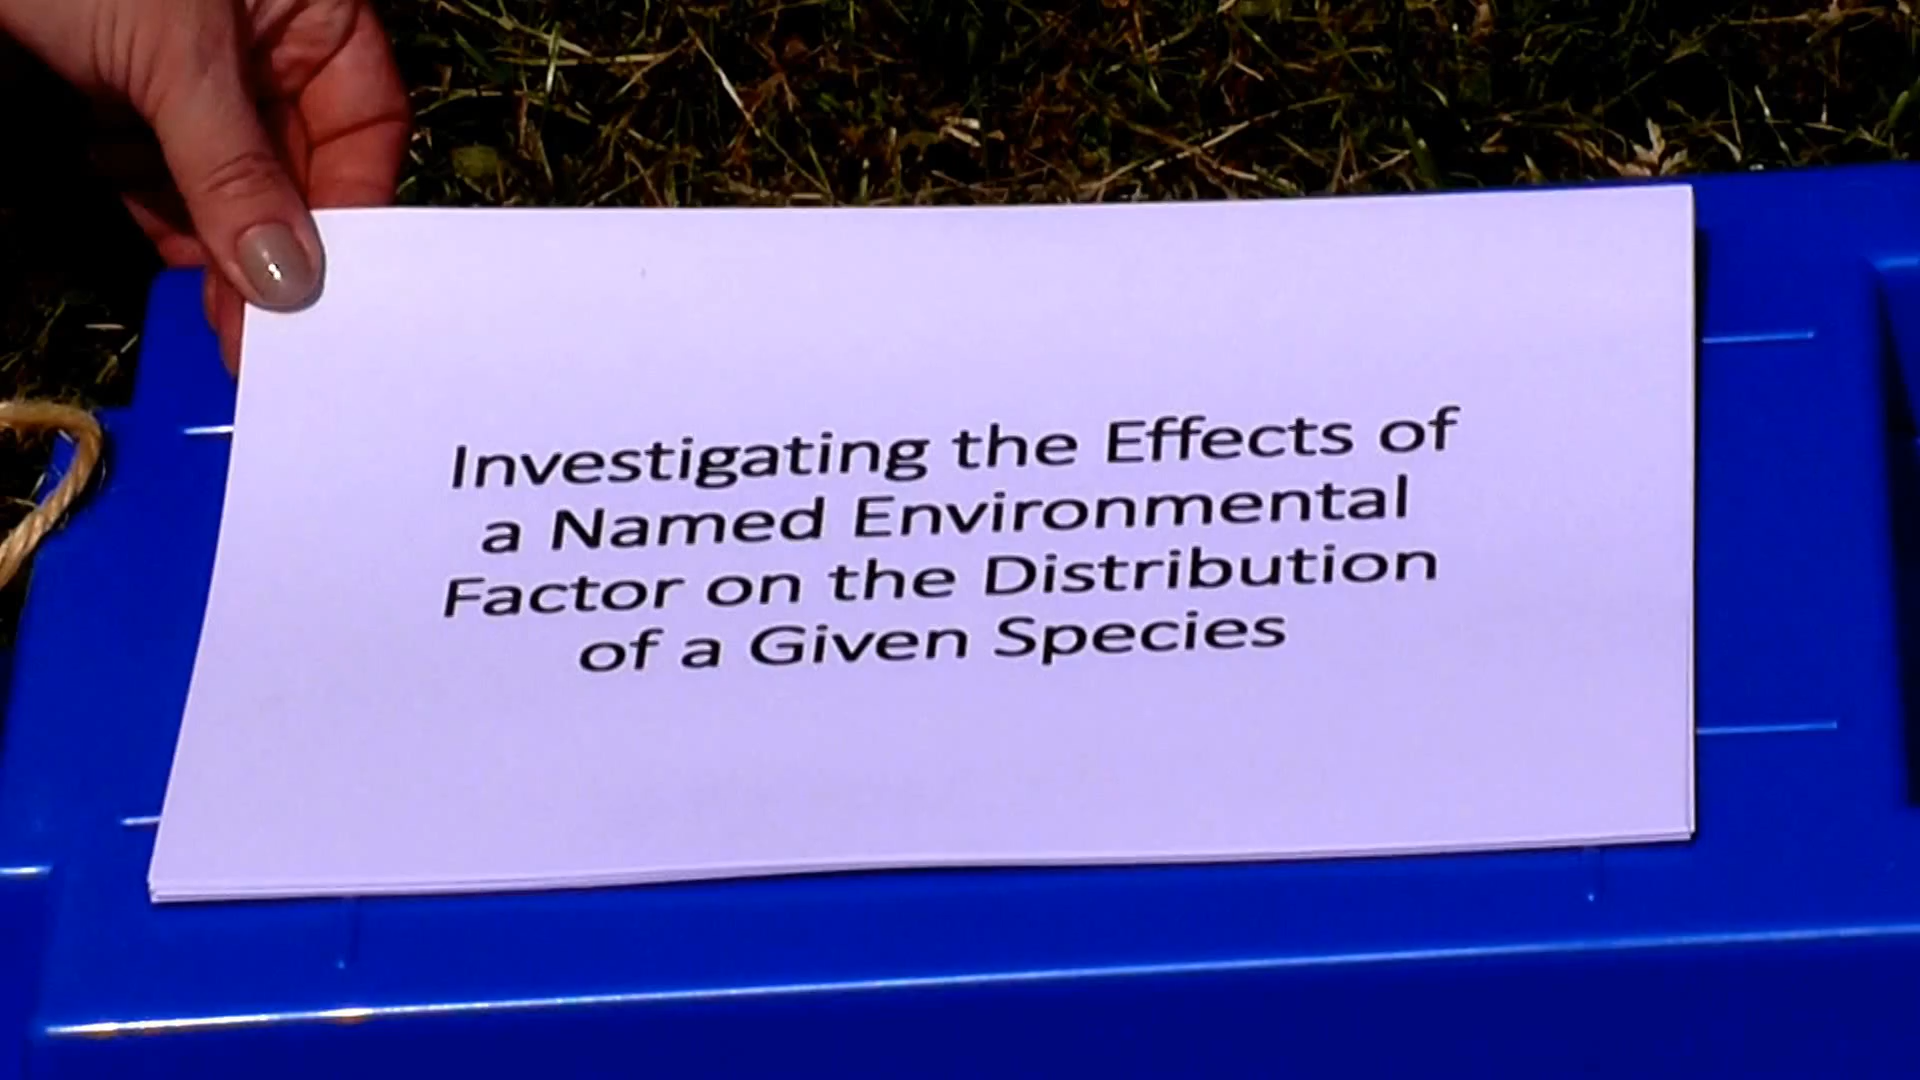 Investigating the Effects of
a Named Environmental
Factor on the Distribution
of a Given Species